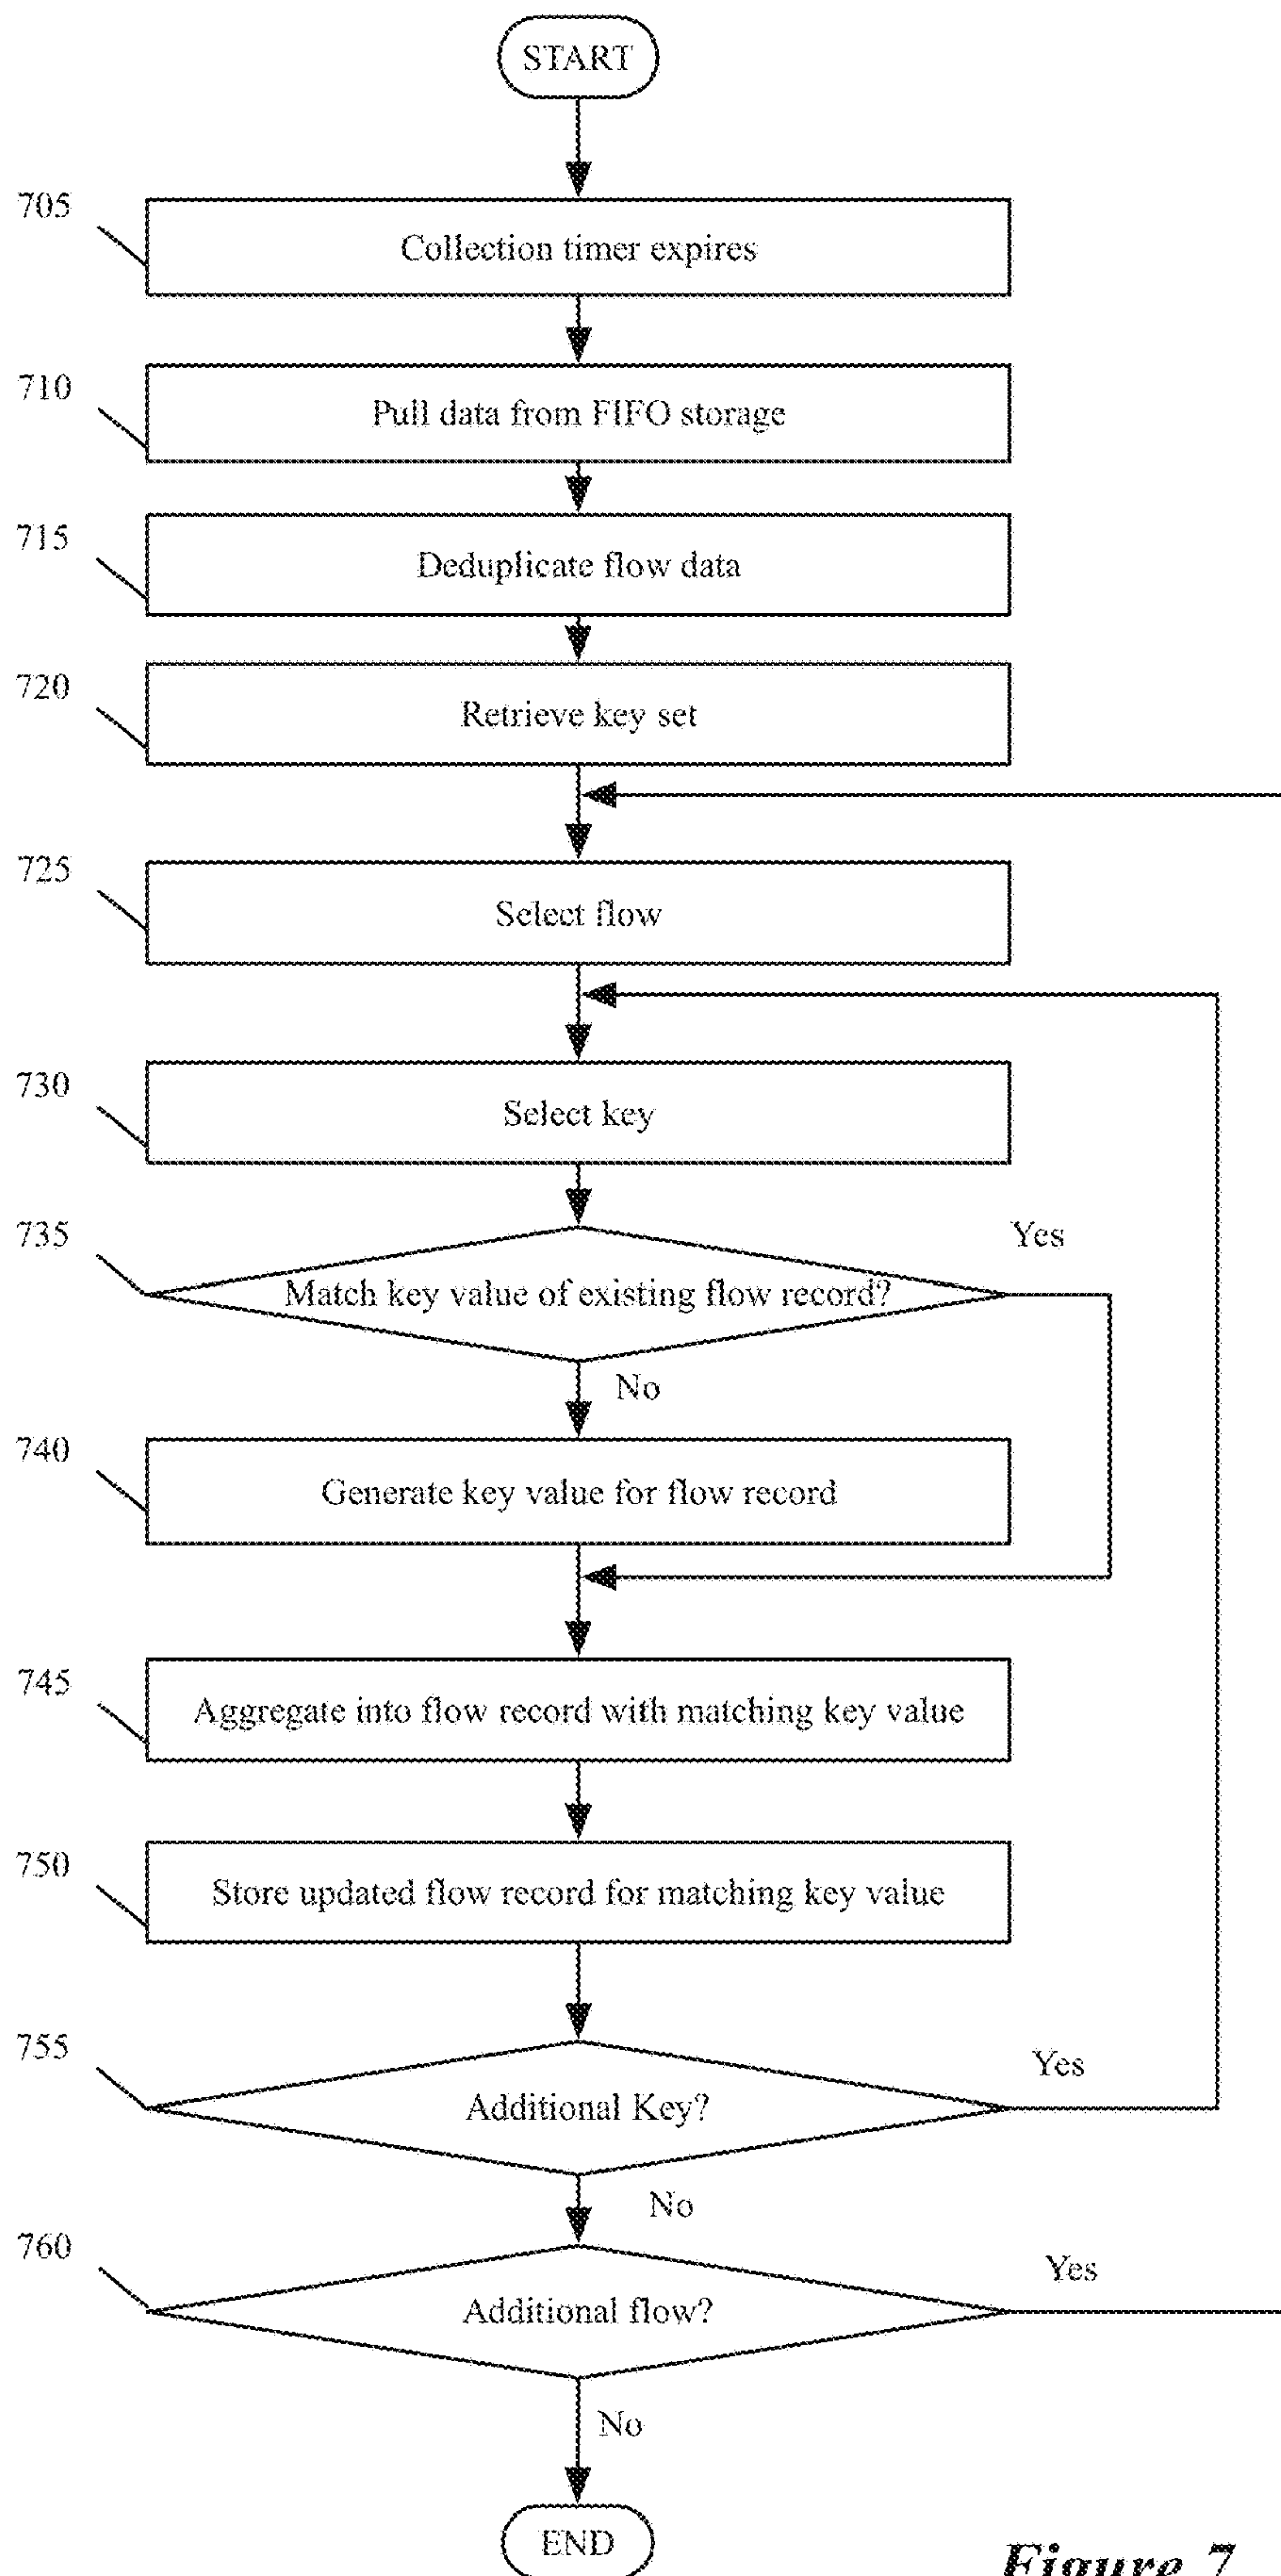 START
705
Collection timer expires
710
Pull data from FIFO storage
715
Deduplicate flow data
720
Retrieve key set
725
Select flow
730
Select key
735
Yes
Match key value of existing flow record?
No
740
Generate key value for flow record
745
Aggregate into flow record with matching key value
750
Store updated flow record for matching key value
755
Yes
Additional Key?
No
760
Yes
Additional flow?
No
END
Figure 7